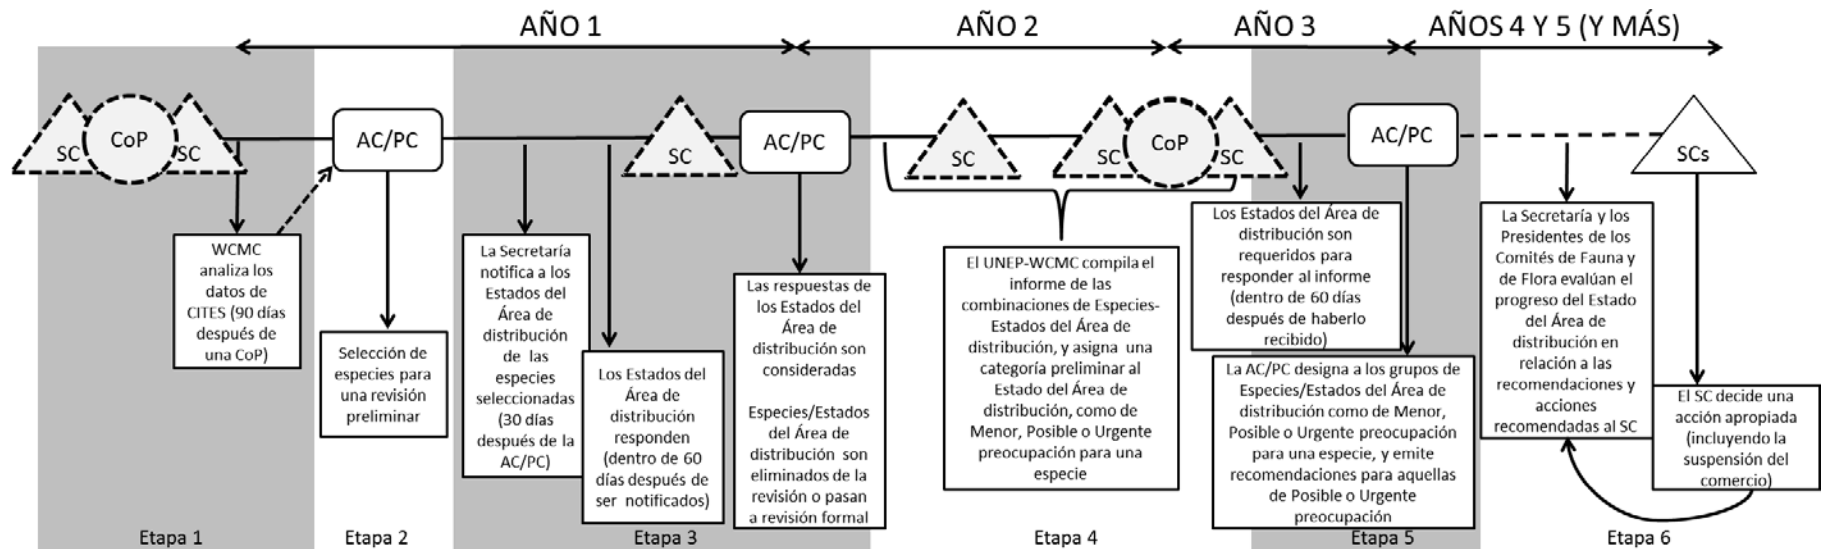 AÑO 1
AÑO 2
AÑO 3
AÑOS 4 Y 5 (Y MÁS)
SC
CoP
SC
AC/PC
SC
AC/PC
SC
SC
CoP
SC
AC/PC
SCs
WCMC
analiza los
datos de
CITES (90 días
después de
una CoP)
Selección de
especies para
una revisión
preliminar
La Secretaría
notifica a los
Estados del
Área de
distribución
de las
especies
seleccionadas
(30 días
después de la
AC/PC)
Los Estados del
Área de
distribución
responden
(dentro de 60
días después de
ser notificados)
Las respuestas de
los Estados del
Área de
distribución son
consideradas
Especies/Estados
del Área de
distribución son
eliminados de la
revisión o pasan
a revisión formal
El UNEP-WCMC compila el
informe de las
combinaciones de Especies-
Estados del Área de
distribución, y asigna una
categoría preliminar al
Estado del Área de
distribución, como de
Menor, Posible o Urgente
preocupación para una
especie
Los Estados del Área de
distribución son
requeridos para
responder al informe
(dentro de 60 días
después de haberlo
recibido)
La AC/PC designa a los grupos de
Especies/Estados del Área de
distribución como de Menor,
Posible o Urgente preocupación
para una especie, y emite
recomendaciones para aquellas
de Posible o Urgente
preocupación
La Secretaría y los
Presidentes de los
Comités de Fauna y
de Flora evalúan el
progreso del Estado
del Área de
distribución en
relación a las
recomendaciones y
acciones
recomendadas al SC
El SC decide una
acción apropiada
(incluyendo la
suspensión del
comercio)
Etapa 1
Etapa 2
Etapa 3
Etapa 4
Etapa 5
Etapa 6